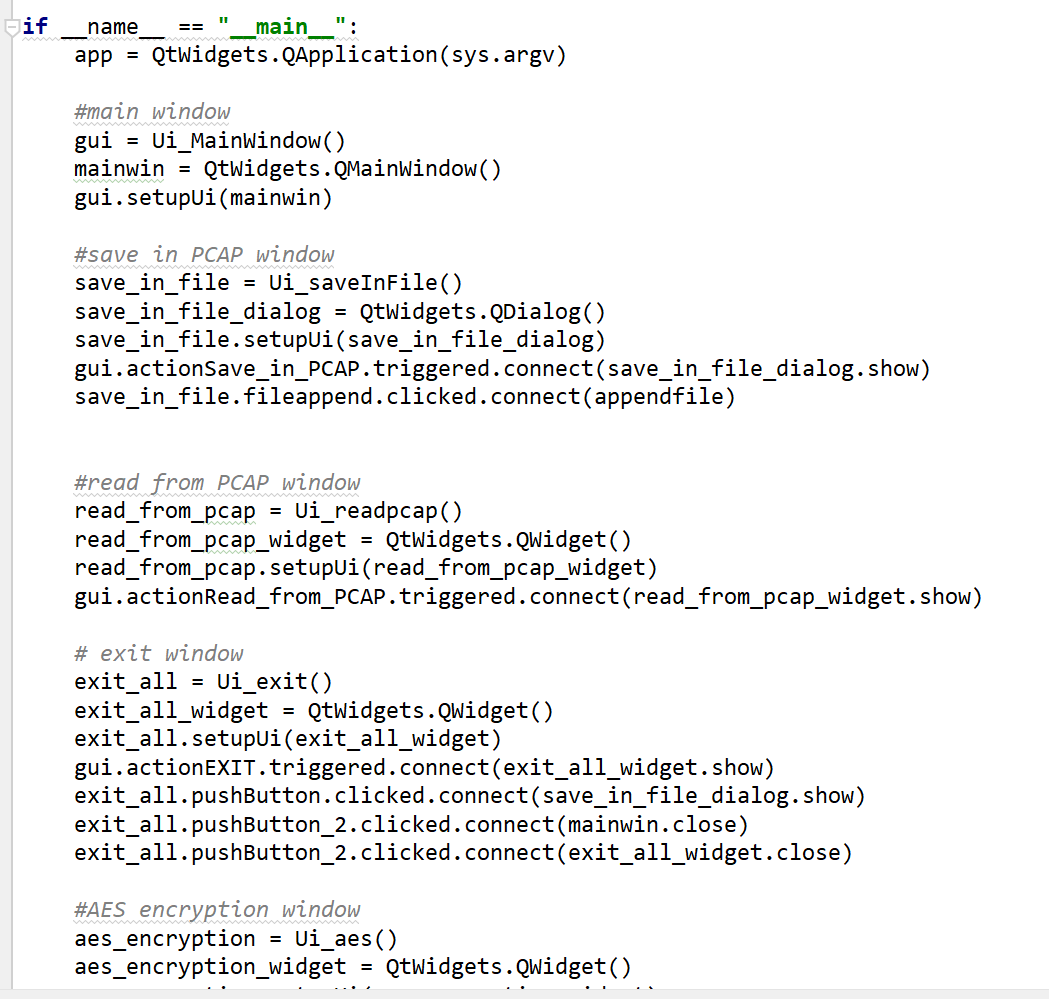 if __name__ == "__main__":
    app = QtWidgets.QApplication(sys.argv)

    #main window
    gui = Ui_MainWindow()
    mainwin = QtWidgets.QMainWindow()
    gui.setupUi(mainwin)

    #save in PCAP window
    save_in_file = Ui_saveInFile()
    save_in_file_dialog = QtWidgets.QDialog()
    save_in_file.setupUi(save_in_file_dialog)
    gui.actionSave_in_PCAP.triggered.connect(save_in_file_dialog.show)
    save_in_file.fileappend.clicked.connect(appendfile)


    #read from PCAP window
    read_from_pcap = Ui_readpcap()
    read_from_pcap_widget = QtWidgets.QWidget()
    read_from_pcap.setupUi(read_from_pcap_widget)
    gui.actionRead_from_PCAP.triggered.connect(read_from_pcap_widget.show)

    # exit window
    exit_all = Ui_exit()
    exit_all_widget = QtWidgets.QWidget()
    exit_all.setupUi(exit_all_widget)
    gui.actionEXIT.triggered.connect(exit_all_widget.show)
    exit_all.pushButton.clicked.connect(save_in_file_dialog.show)
    exit_all.pushButton_2.clicked.connect(mainwin.close)
    exit_all.pushButton_2.clicked.connect(exit_all_widget.close)

    #AES encryption window
    aes_encryption = Ui_aes()
    aes_encryption_widget = QtWidgets.QWidget()